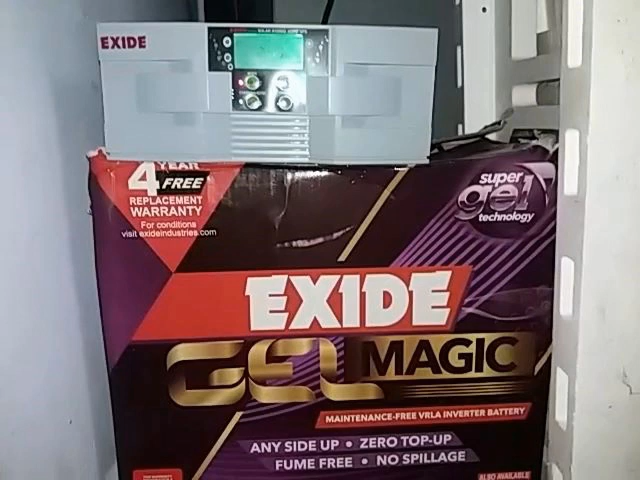 EXIDE
4 YEAR
FREE
REPLACEMENT
WARRANTY
For conditions
visit exideindustries.com
super
gel
technology
EXIDE
GEL MAGIC
MAINTENANCE-FREE VRLA INVERTER BATTERY
ANY SIDE UP • ZERO TOP-UP
FUME FREE • NO SPILLAGE
ALSO AVAILABLE